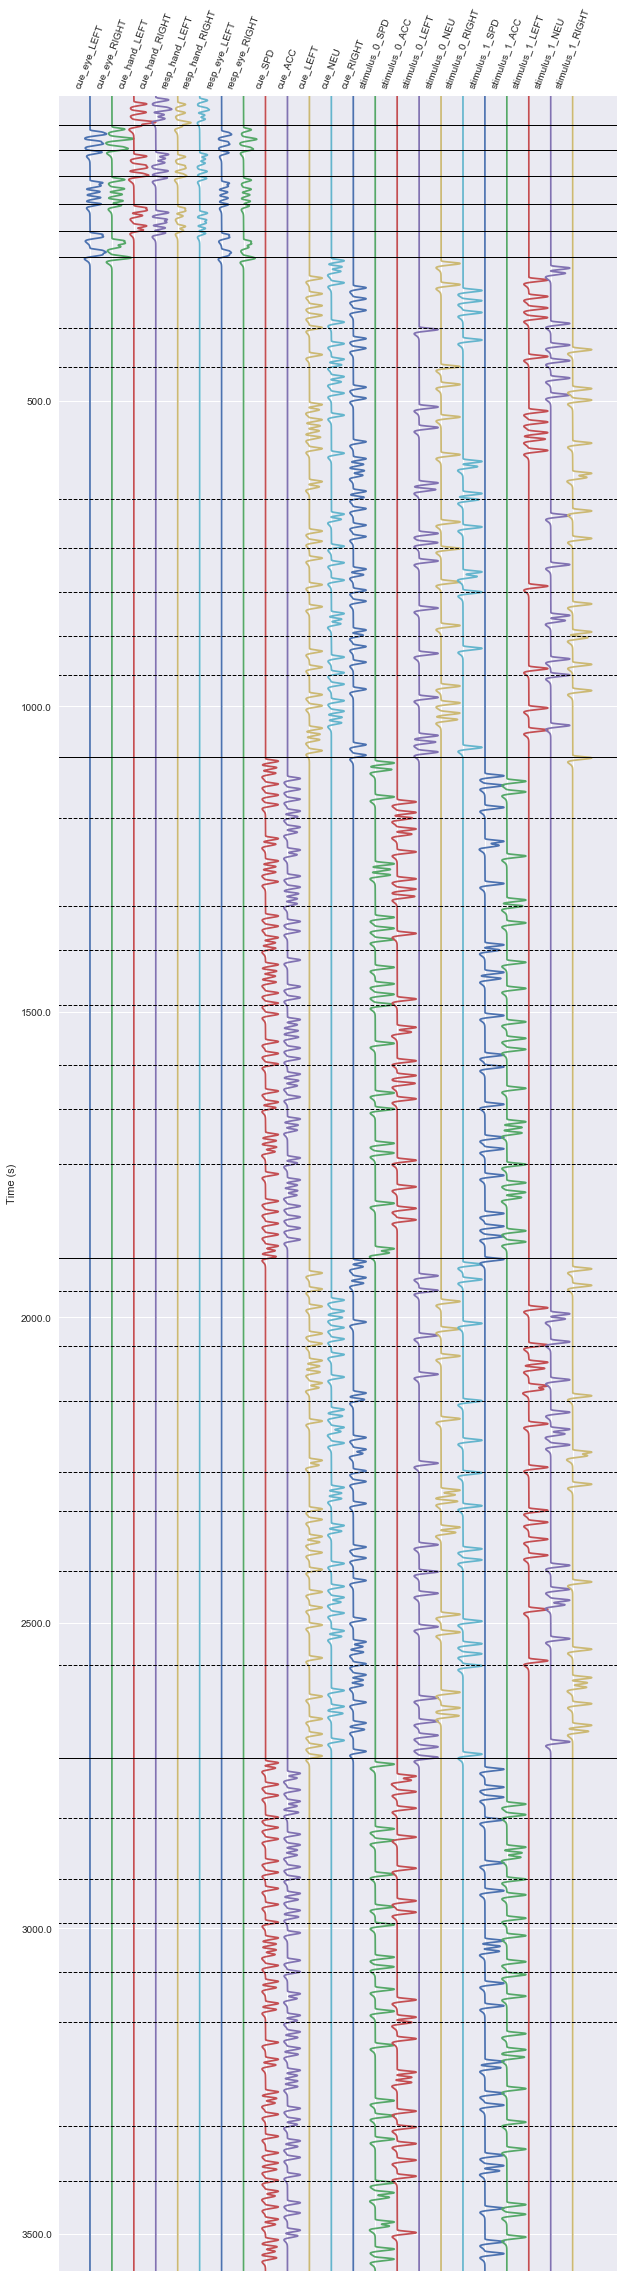 cue_eye_LEFT
cue_eye_RIGHT
cue_hand_LEFT
cue_hand_RIGHT
resp_hand_LEFT
resp_hand_RIGHT
resp_eye_LEFT
resp_eye_RIGHT
cue_SPD
cue_ACC
cue_LEFT
cue_NEU
cue_RIGHT
stimulus_0_SPD
stimulus_0_ACC
stimulus_0_LEFT
stimulus_0_NEU
stimulus_0_RIGHT
stimulus_1_SPD
stimulus_1_ACC
stimulus_1_LEFT
stimulus_1_NEU
stimulus_1_RIGHT
500.0
1000.0
1500.0
Time (s)
2000.0
2500.0
3000.0
3500.0